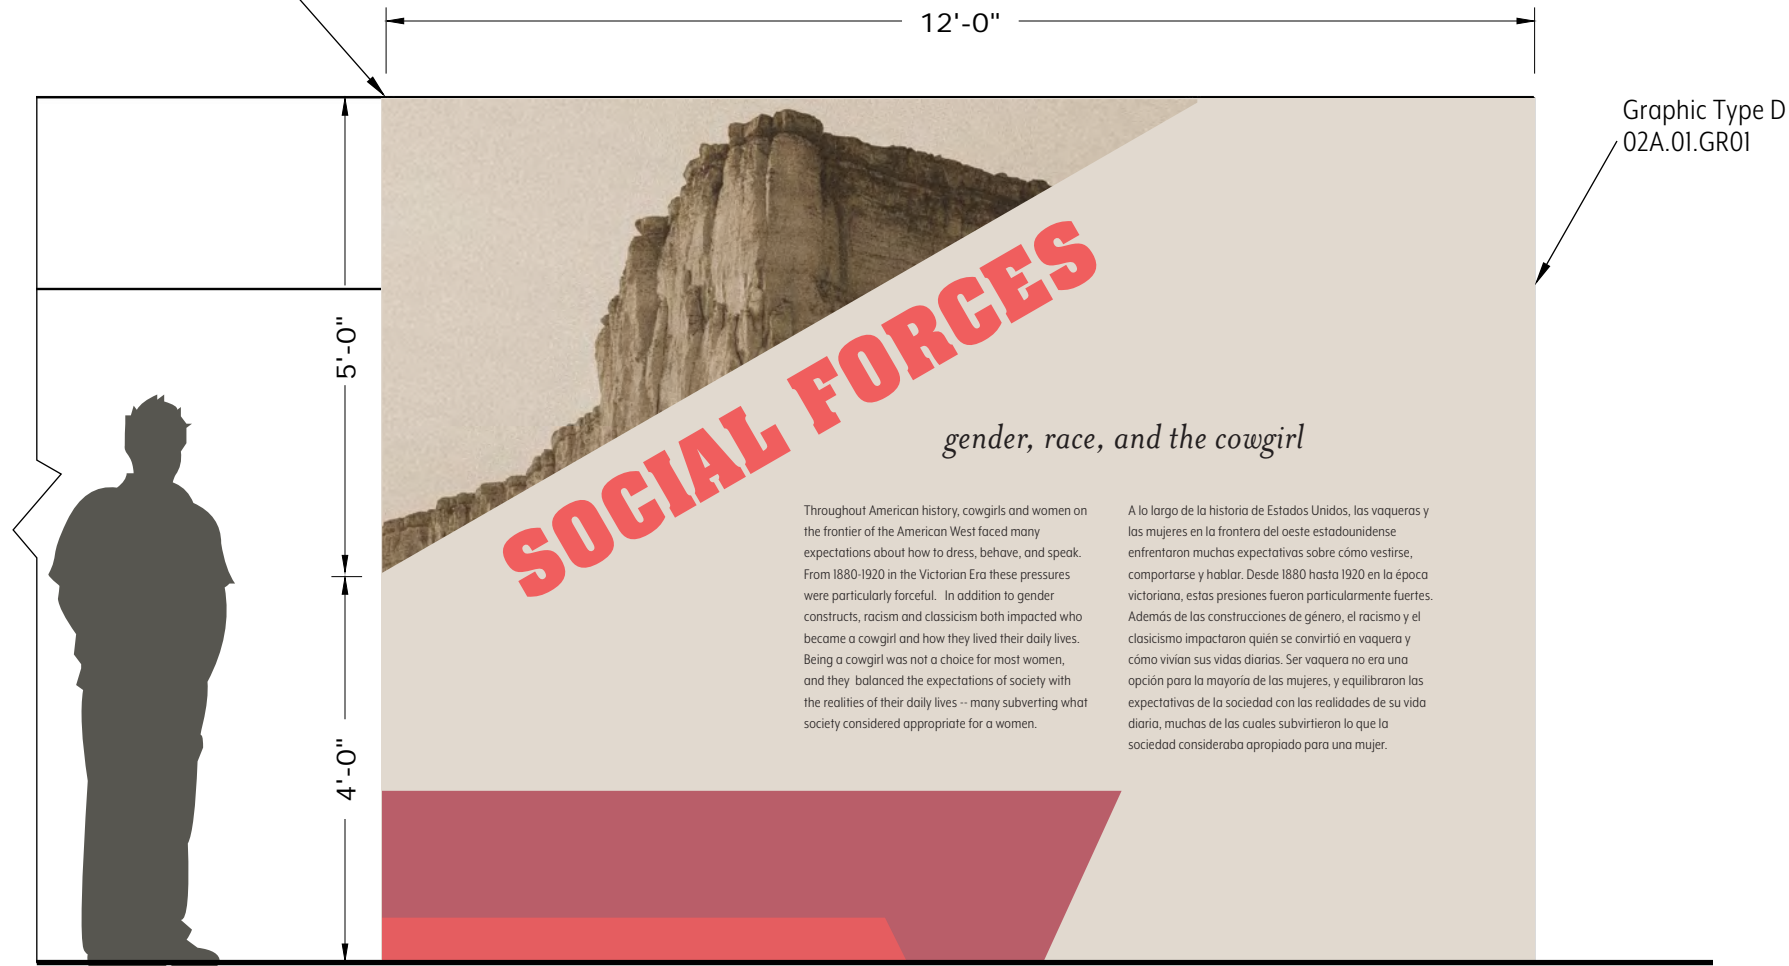 12'-0"
Graphic Type D
02A.01.GR01
5'-0"
4'-0"
SOCIAL FORCES
gender, race, and the cowgirl
Throughout American history, cowgirls and women on
the frontier of the American West faced many
expectations about how to dress, behave, and speak.
From 1880-1920 in the Victorian Era these pressures
were particularly forceful.   In addition to gender
constructs, racism and classicism both impacted who
became a cowgirl and how they lived their daily lives.
Being a cowgirl was not a choice for most women,
and they  balanced the expectations of society with
the realities of their daily lives -- many subverting what
society considered appropriate for a women.
A lo largo de la historia de Estados Unidos, las vaqueras y
las mujeres en la frontera del oeste estadounidense
enfrentaron muchas expectativas sobre cómo vestirse,
comportarse y hablar. Desde 1880 hasta 1920 en la época
victoriana, estas presiones fueron particularmente fuertes.
Además de las construcciones de género, el racismo y el
clasicismo impactaron quién se convirtió en vaquera y
cómo vivían sus vidas diarias. Ser vaquera no era una
opción para la mayoría de las mujeres, y equilibraron las
expectativas de la sociedad con las realidades de su vida
diaria, muchas de las cuales subvirtieron lo que la
sociedad consideraba apropiado para una mujer.